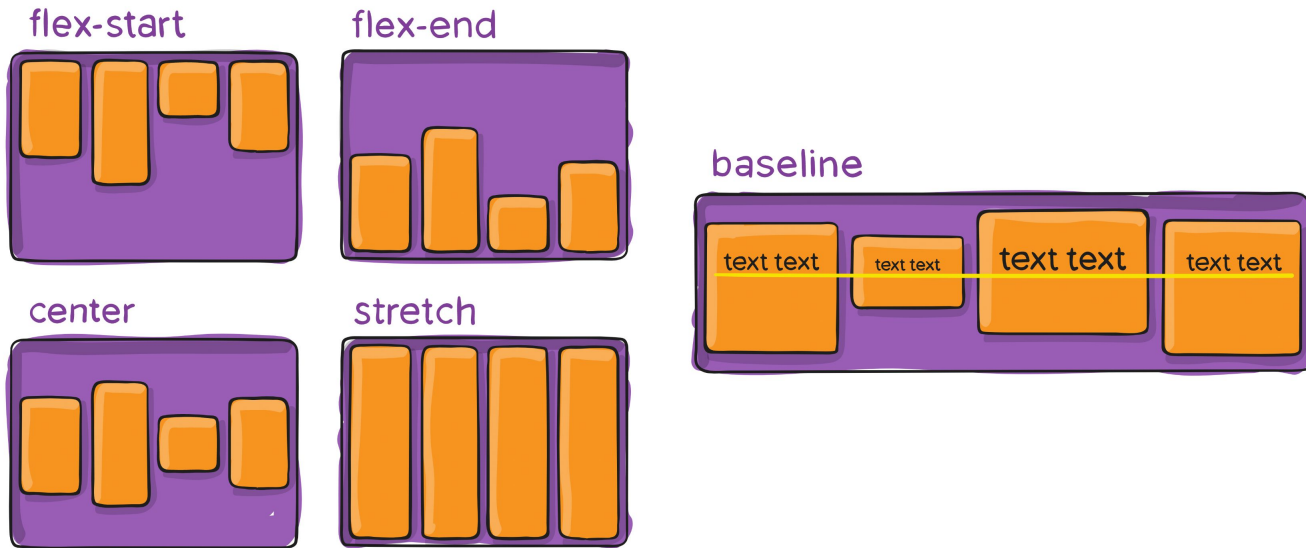 flex-start
flex-end
center
stretch
baseline
text text
text text
text text
text text